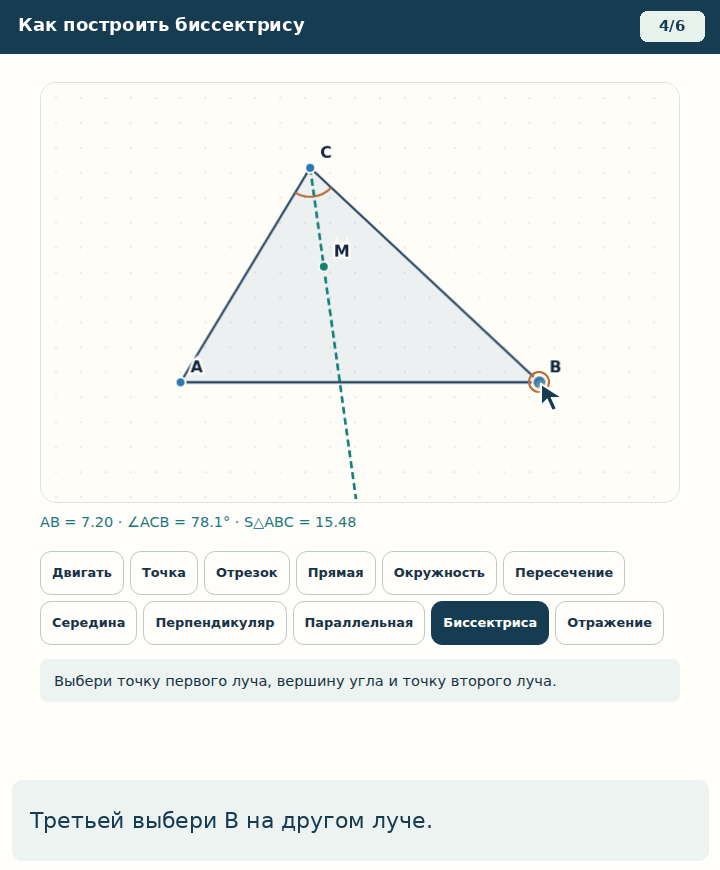 Как построить биссектрису
4/6
C
M
A
B
AB = 7.20 · ∠ACB = 78.1° · S△ABC = 15.48
Двигать Точка Отрезок Прямая Окружность Пересечение
Середина Перпендикуляр Параллельная Биссектриса Отражение
Выбери точку первого луча, вершину угла и точку второго луча.
Третьей выбери B на другом луче.